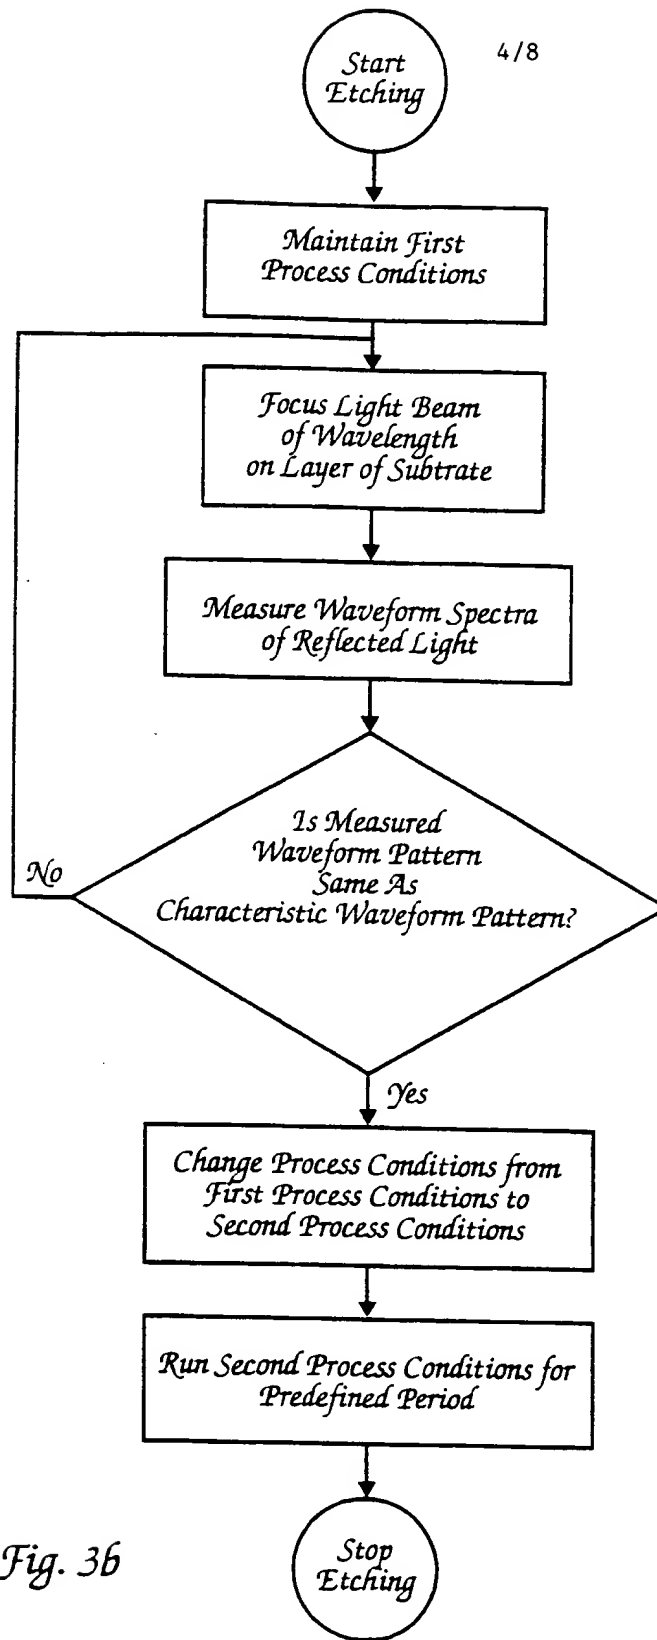 4/8
Start
Etching
Maintain First
Process Conditions
Focus Light Beam
of Wavelength
on Layer of Subtrate
Measure Waveform Spectra
of Reflected Light
Is Measured
Waveform Pattern
Same As
Characteristic Waveform Pattern?
No
Yes
Change Process Conditions from
First Process Conditions to
Second Process Conditions
Run Second Process Conditions for
Predefined Period
Stop
Etching
Fig. 3b